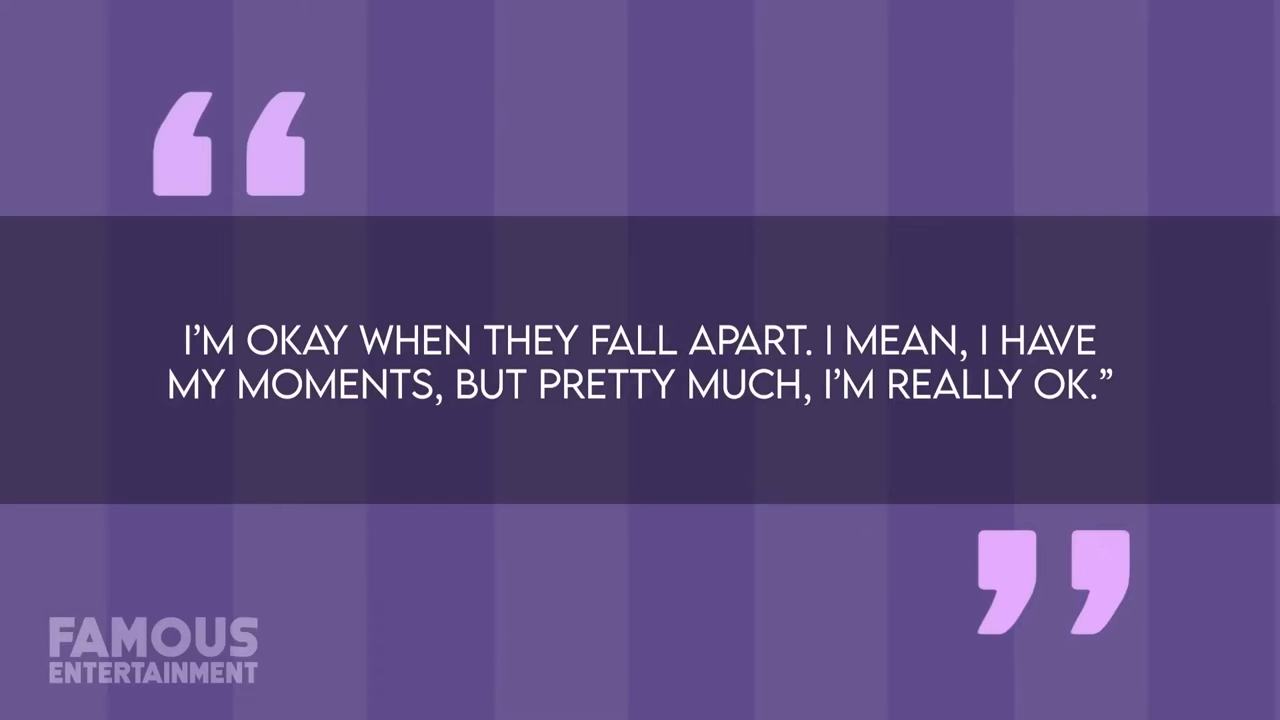 I’M OKAY WHEN THEY FALL APART. I MEAN, I HAVE
MY MOMENTS, BUT PRETTY MUCH, I’M REALLY OK.”
FAMOUS
ENTERTAINMENT